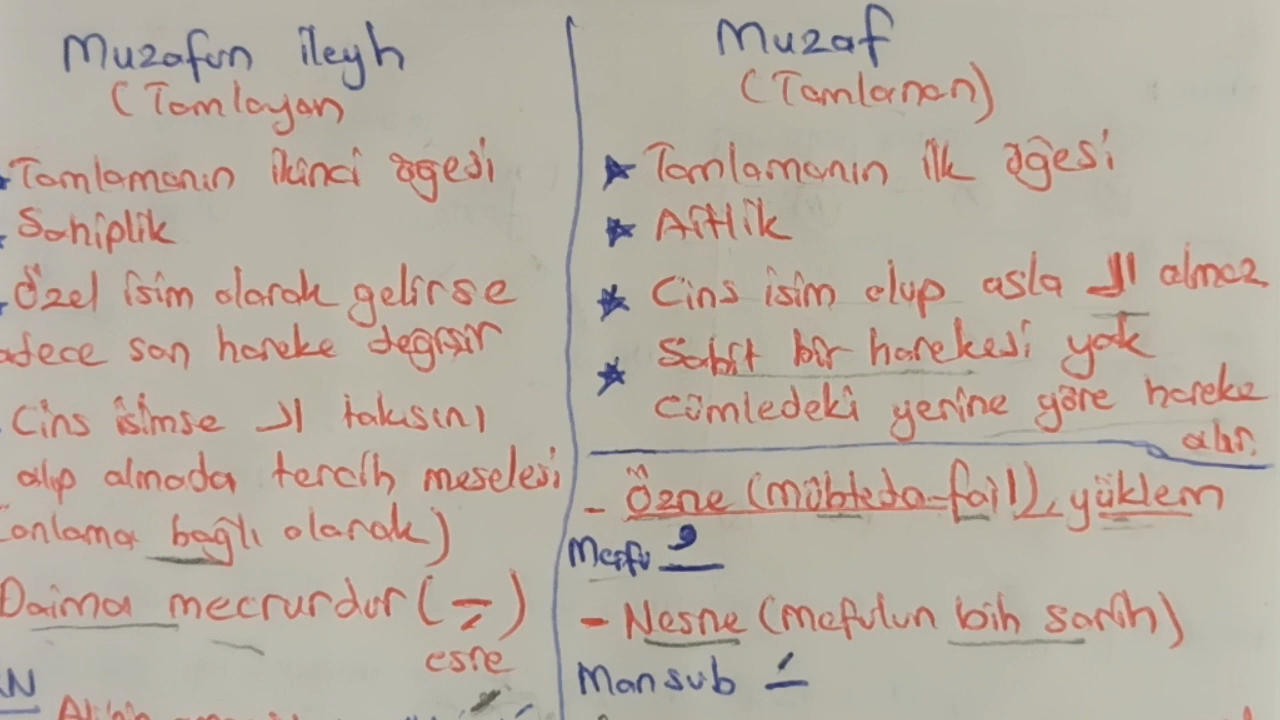 Muzafun ileyh
(Tamlayan
Tamlamanın ikinci ögesi
Sahiplik
Özel isim olarak gelirse
son hareke değişir
Cins isimse ال takısını
alıp almada tercih meselesi
anlama bağlı olarak)
Daima mecrurdur (ـِ)
esre
Muzaf
(Tamlanan)
★ Tamlamanın ilk öğesi
★ Aitlik
★ Cins isim olup asla ال almaz
★ Sabit bir harekesi yok
cümledeki yerine göre hareke
alır.
- Özne (mübteda-fail), yüklem
Merfu ـُ
- Nesne (mefulun bih sarih)
Mansub ـَ